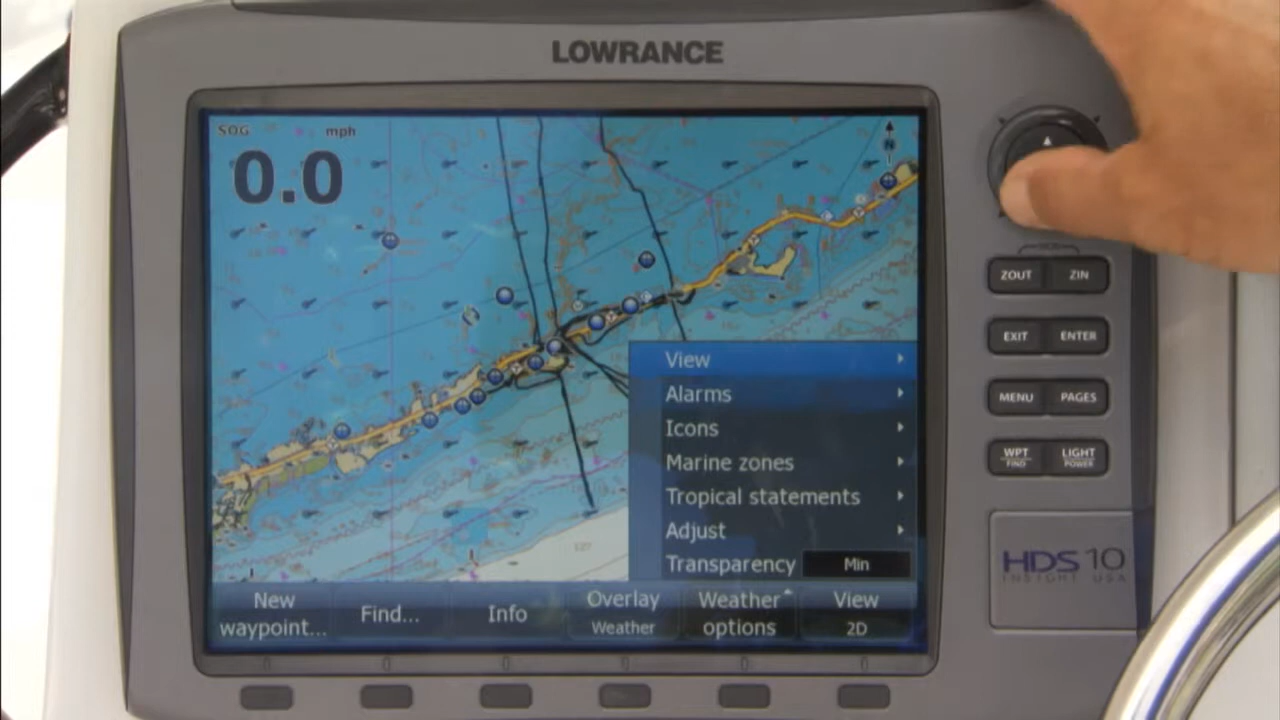 LOWRANCE
SOG mph
0.0
N
View
Alarms
Icons
Marine zones
Tropical statements
Adjust
Transparency Min
New waypoint...
Find...
Info
Overlay
Weather
Weather options
View
2D
ZOUT ZIN
EXIT ENTER
MENU PAGES
WPT LIGHT
FIND POWER
HDS 10
INSIGHT USA